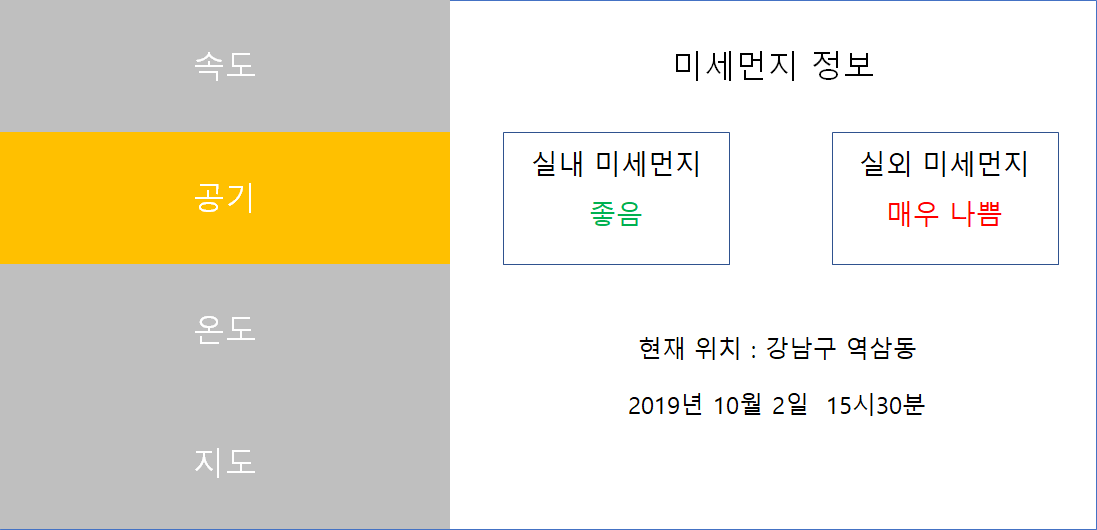 속도
공기
온도
지도
미세먼지 정보
실내 미세먼지
좋음
실외 미세먼지
매우 나쁨
현재 위치 : 강남구 역삼동
2019년 10월 2일  15시30분